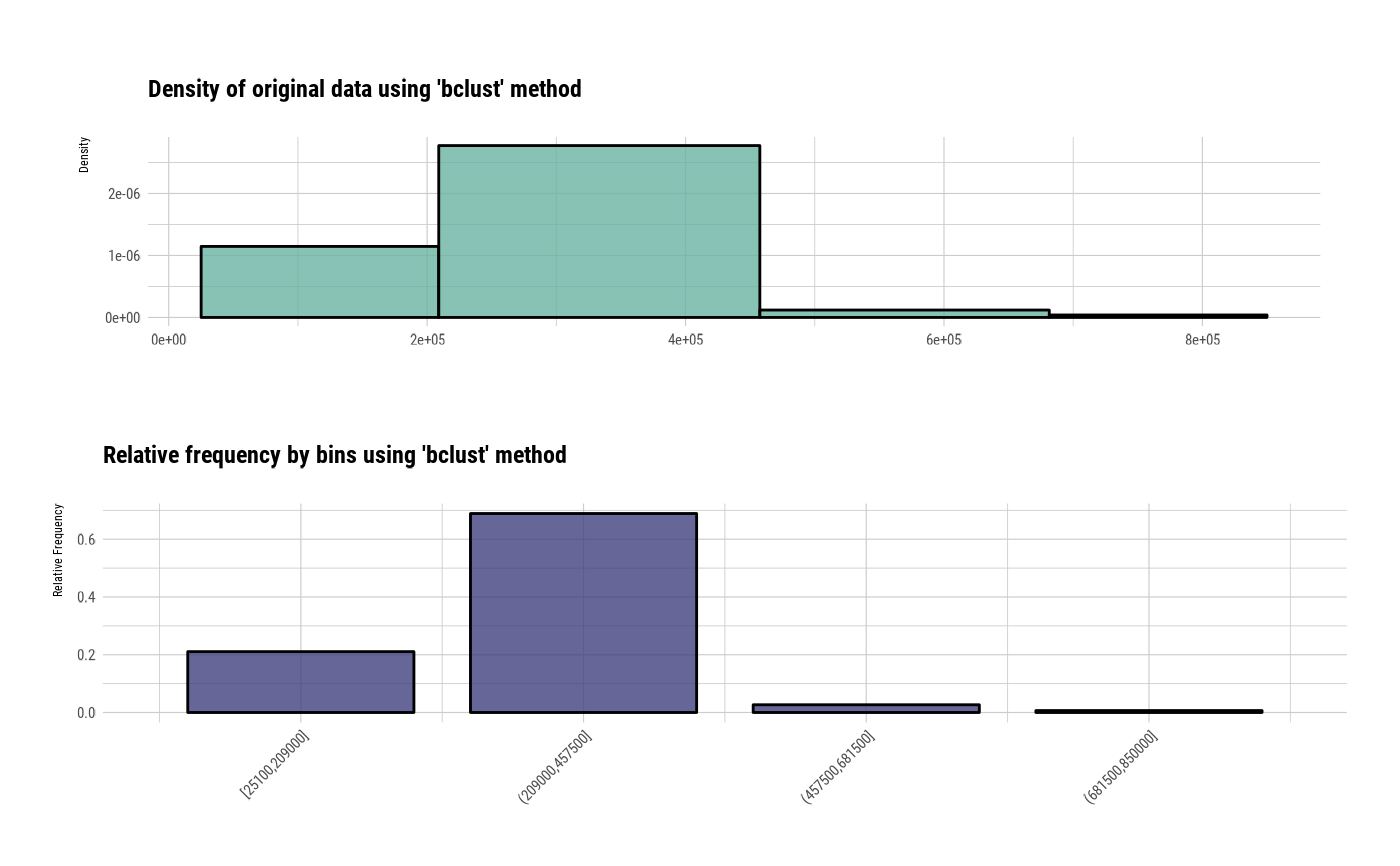 Density of original data using 'bclust' method
Density
2e-06
1e-06
0e+00
0e+00 2e+05 4e+05 6e+05 8e+05
Relative frequency by bins using 'bclust' method
Relative Frequency
0.6
0.4
0.2
0.0
[25100,209000] (209000,457500] (457500,681500] (681500,850000]